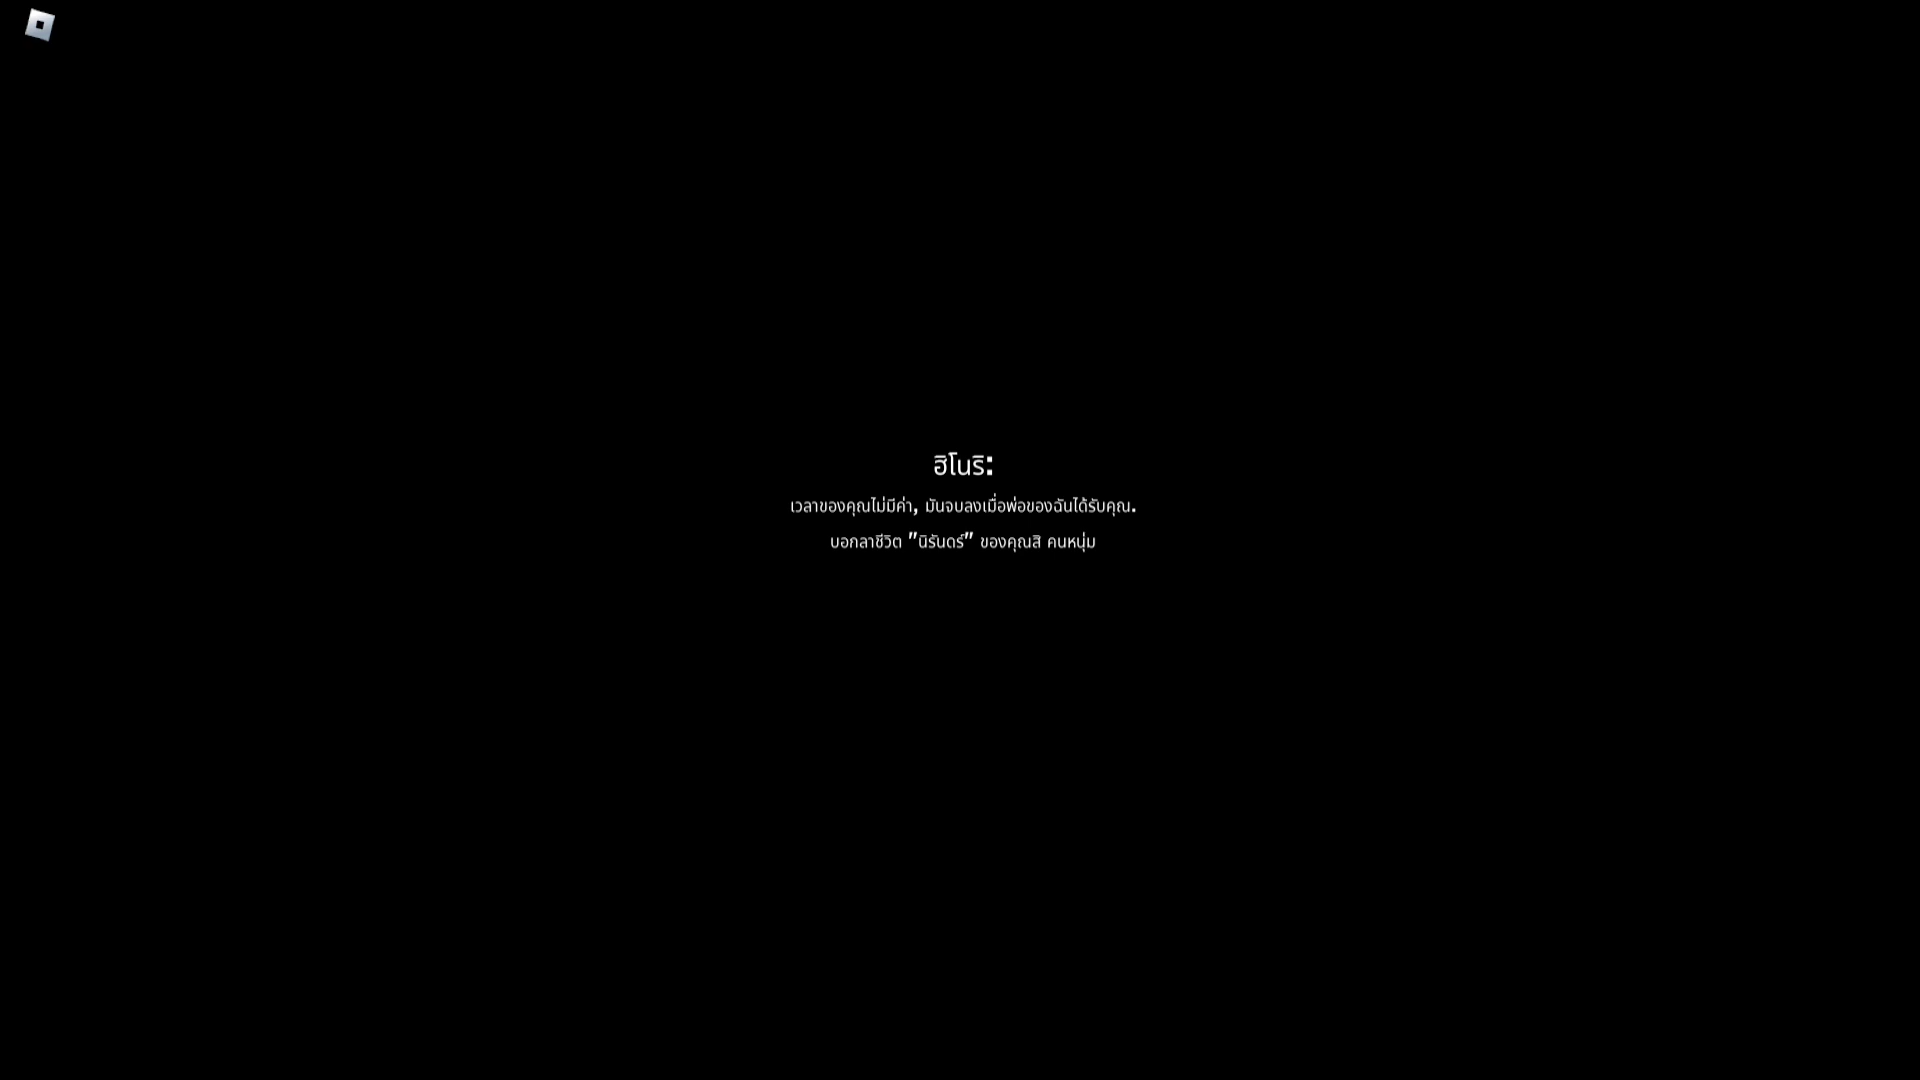 ฮิโนริ:
เวลาของคุณไม่มีค่า, มันจบลงเมื่อพ่อของฉันได้รับคุณ.
บอกลาชีวิต "นิรันดร์" ของคุณสิ คนหนุ่ม